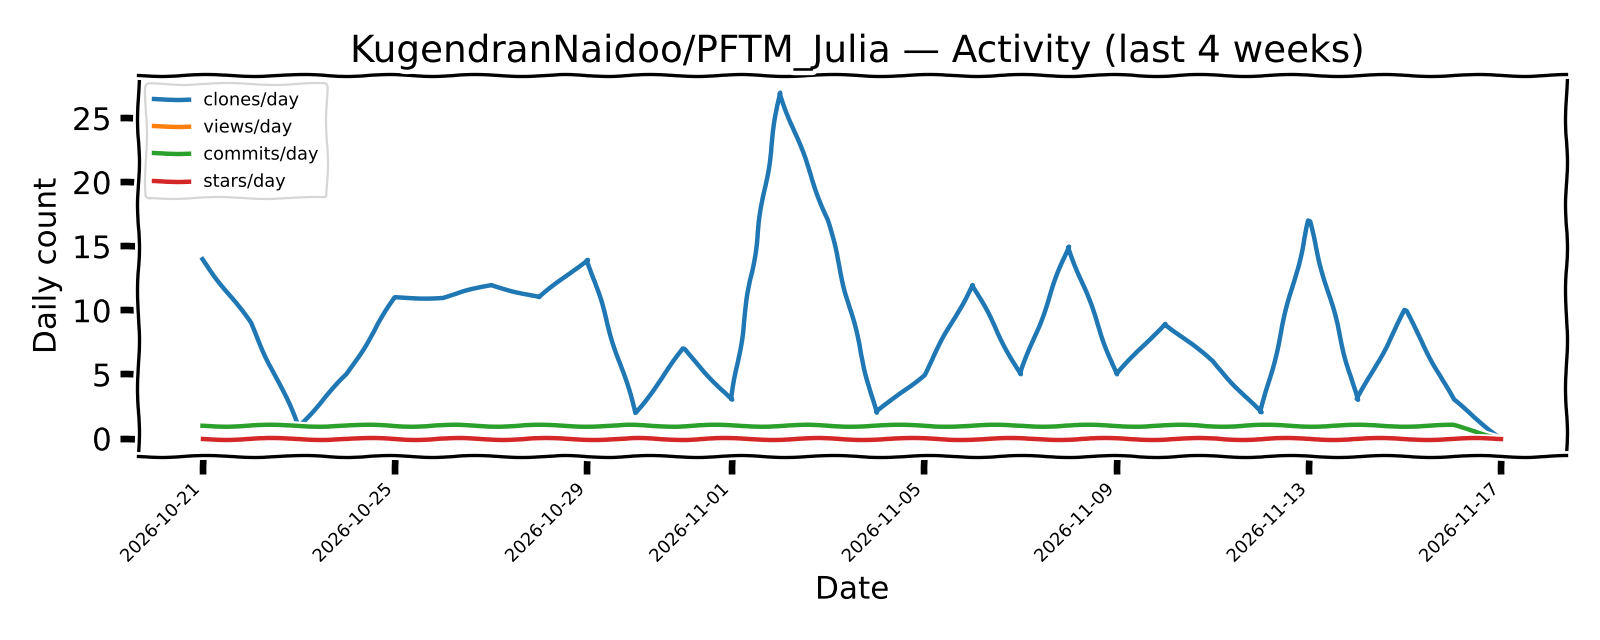 KugendranNaidoo/PFTM_Julia — Activity (last 4 weeks)
clones/day
views/day
commits/day
stars/day
Daily count
25
20
15
10
5
0
2026-10-21
2026-10-25
2026-10-29
2026-11-01
2026-11-05
2026-11-09
2026-11-13
2026-11-17
Date